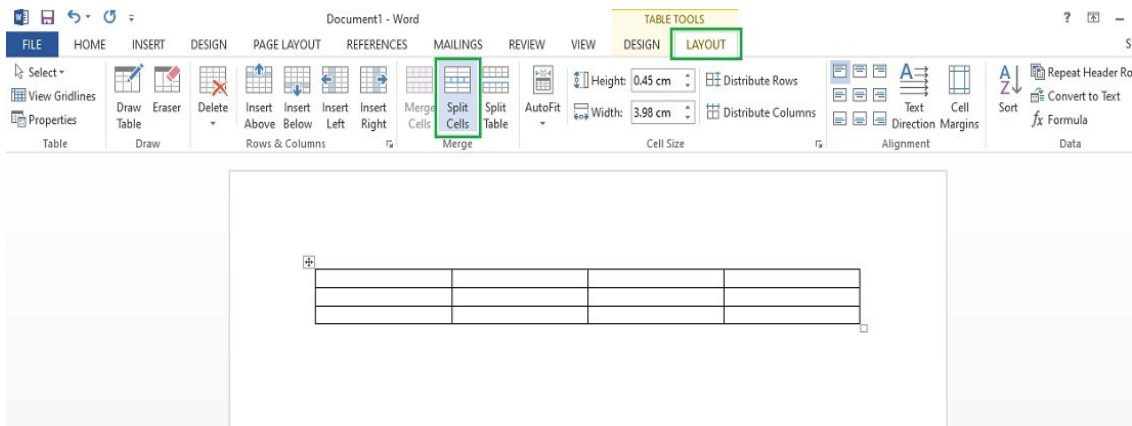 Document1 - Word
TABLE TOOLS
?
FILE HOME INSERT DESIGN PAGE LAYOUT REFERENCES MAILINGS REVIEW VIEW DESIGN LAYOUT S
Select
View Gridlines
Properties
Table
Draw Table
Eraser
Draw
Delete
Insert Above
Insert Below
Insert Left
Insert Right
Rows & Columns
Merge Cells
Split Cells
Split Table
Merge
AutoFit
Height: 0.45 cm
Width: 3.98 cm
Distribute Rows
Distribute Columns
Cell Size
Text Direction
Cell Margins
Alignment
A Z Sort
Repeat Header Ro
Convert to Text
fx Formula
Data